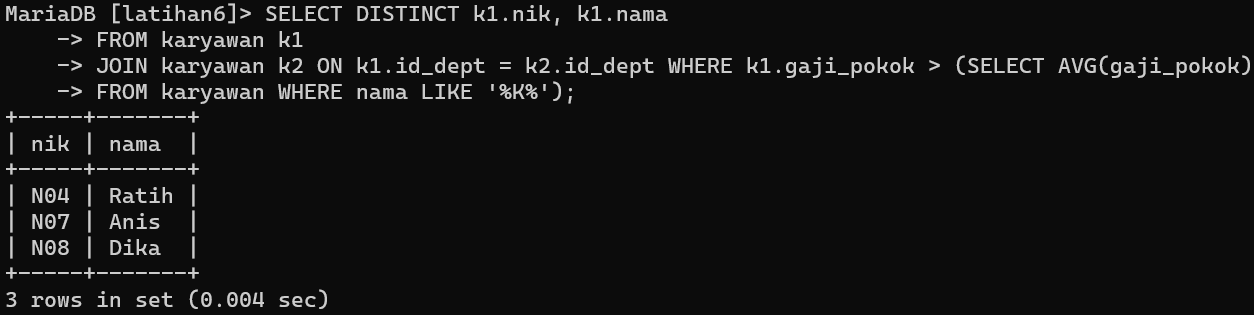 MariaDB [latihan6]> SELECT DISTINCT k1.nik, k1.nama
    -> FROM karyawan k1
    -> JOIN karyawan k2 ON k1.id_dept = k2.id_dept WHERE k1.gaji_pokok > (SELECT AVG(gaji_pokok)
    -> FROM karyawan WHERE nama LIKE '%K%');
+-----+-------+
| nik | nama  |
+-----+-------+
| N04 | Ratih |
| N07 | Anis  |
| N08 | Dika  |
+-----+-------+
3 rows in set (0.004 sec)